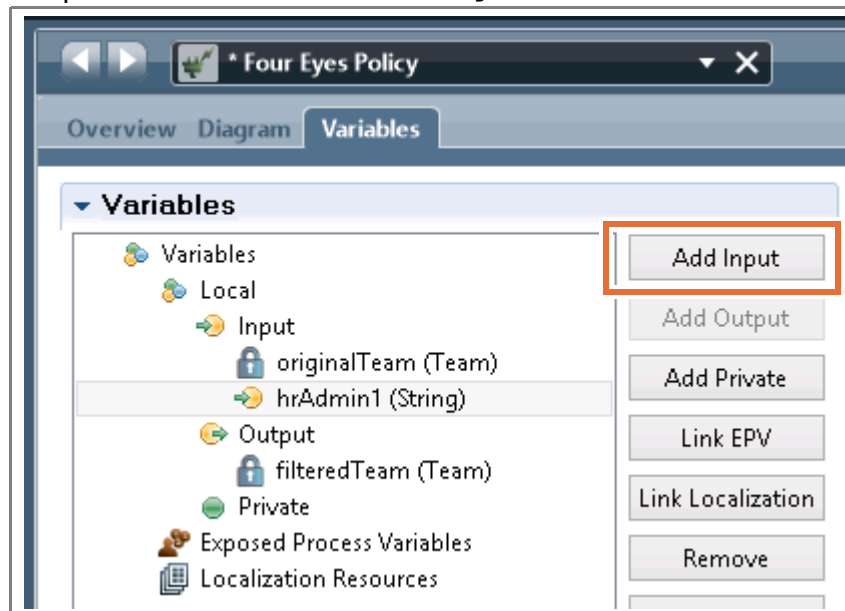 * Four Eyes Policy
Overview Diagram Variables
Variables
Variables
Local
Input
originalTeam (Team)
hrAdmin1 (String)
Output
filteredTeam (Team)
Private
Exposed Process Variables
Localization Resources
Add Input
Add Output
Add Private
Link EPV
Link Localization
Remove